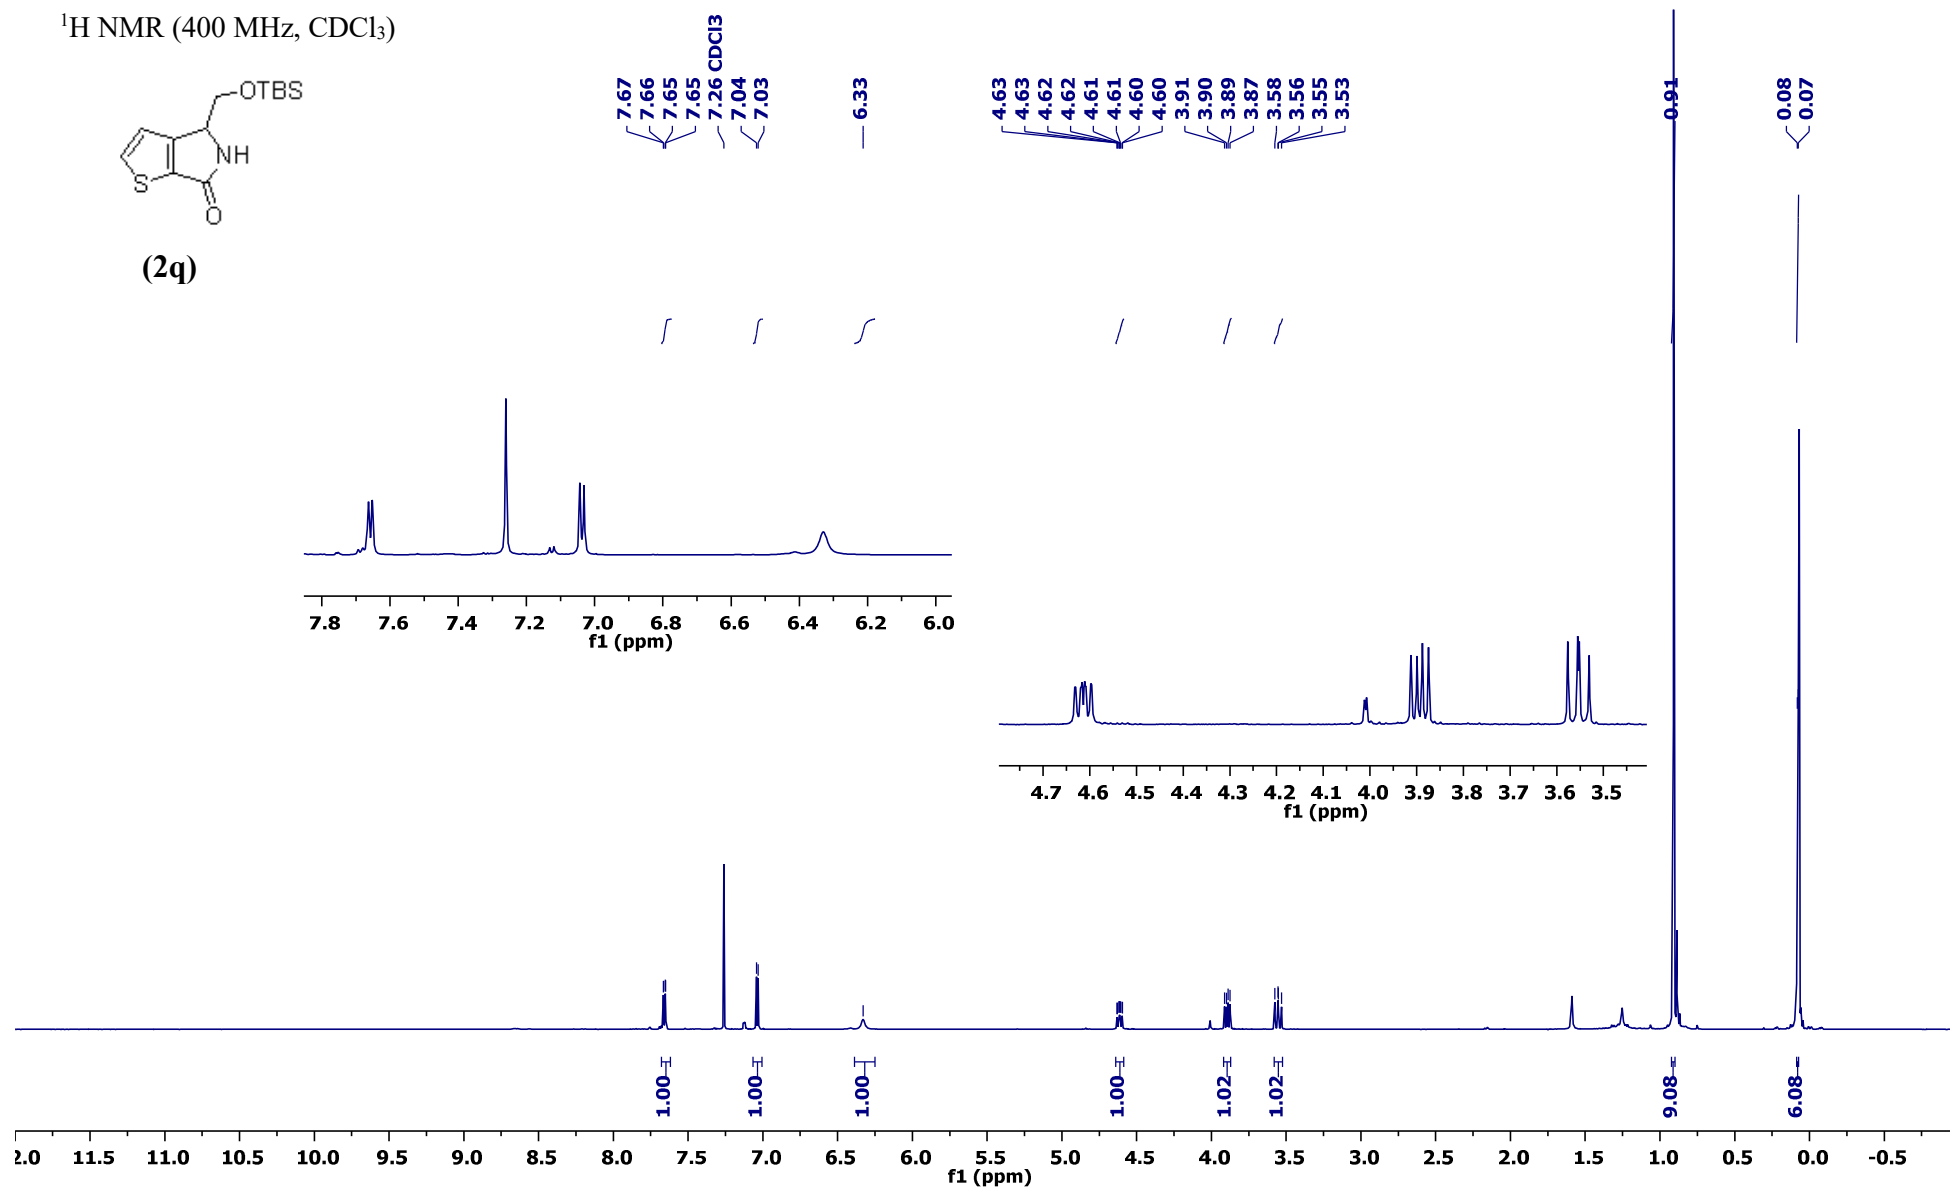 ¹H NMR (400 MHz, CDCl₃)
OTBS
NH
S
O
(2q)
7.67
7.66
7.65
7.65
7.26 CDCl3
7.04
7.03
6.33
4.63
4.63
4.62
4.62
4.61
4.61
4.60
4.60
3.91
3.90
3.89
3.87
3.58
3.56
3.55
3.53
0.91
0.08
0.07
7.8 7.6 7.4 7.2 7.0 6.8 6.6 6.4 6.2 6.0
f1 (ppm)
4.7 4.6 4.5 4.4 4.3 4.2 4.1 4.0 3.9 3.8 3.7 3.6 3.5
f1 (ppm)
1.00
1.00
1.00
1.00
1.02
1.02
9.08
6.08
2.0 11.5 11.0 10.5 10.0 9.5 9.0 8.5 8.0 7.5 7.0 6.5 6.0 5.5 5.0 4.5 4.0 3.5 3.0 2.5 2.0 1.5 1.0 0.5 0.0 -0.5
f1 (ppm)